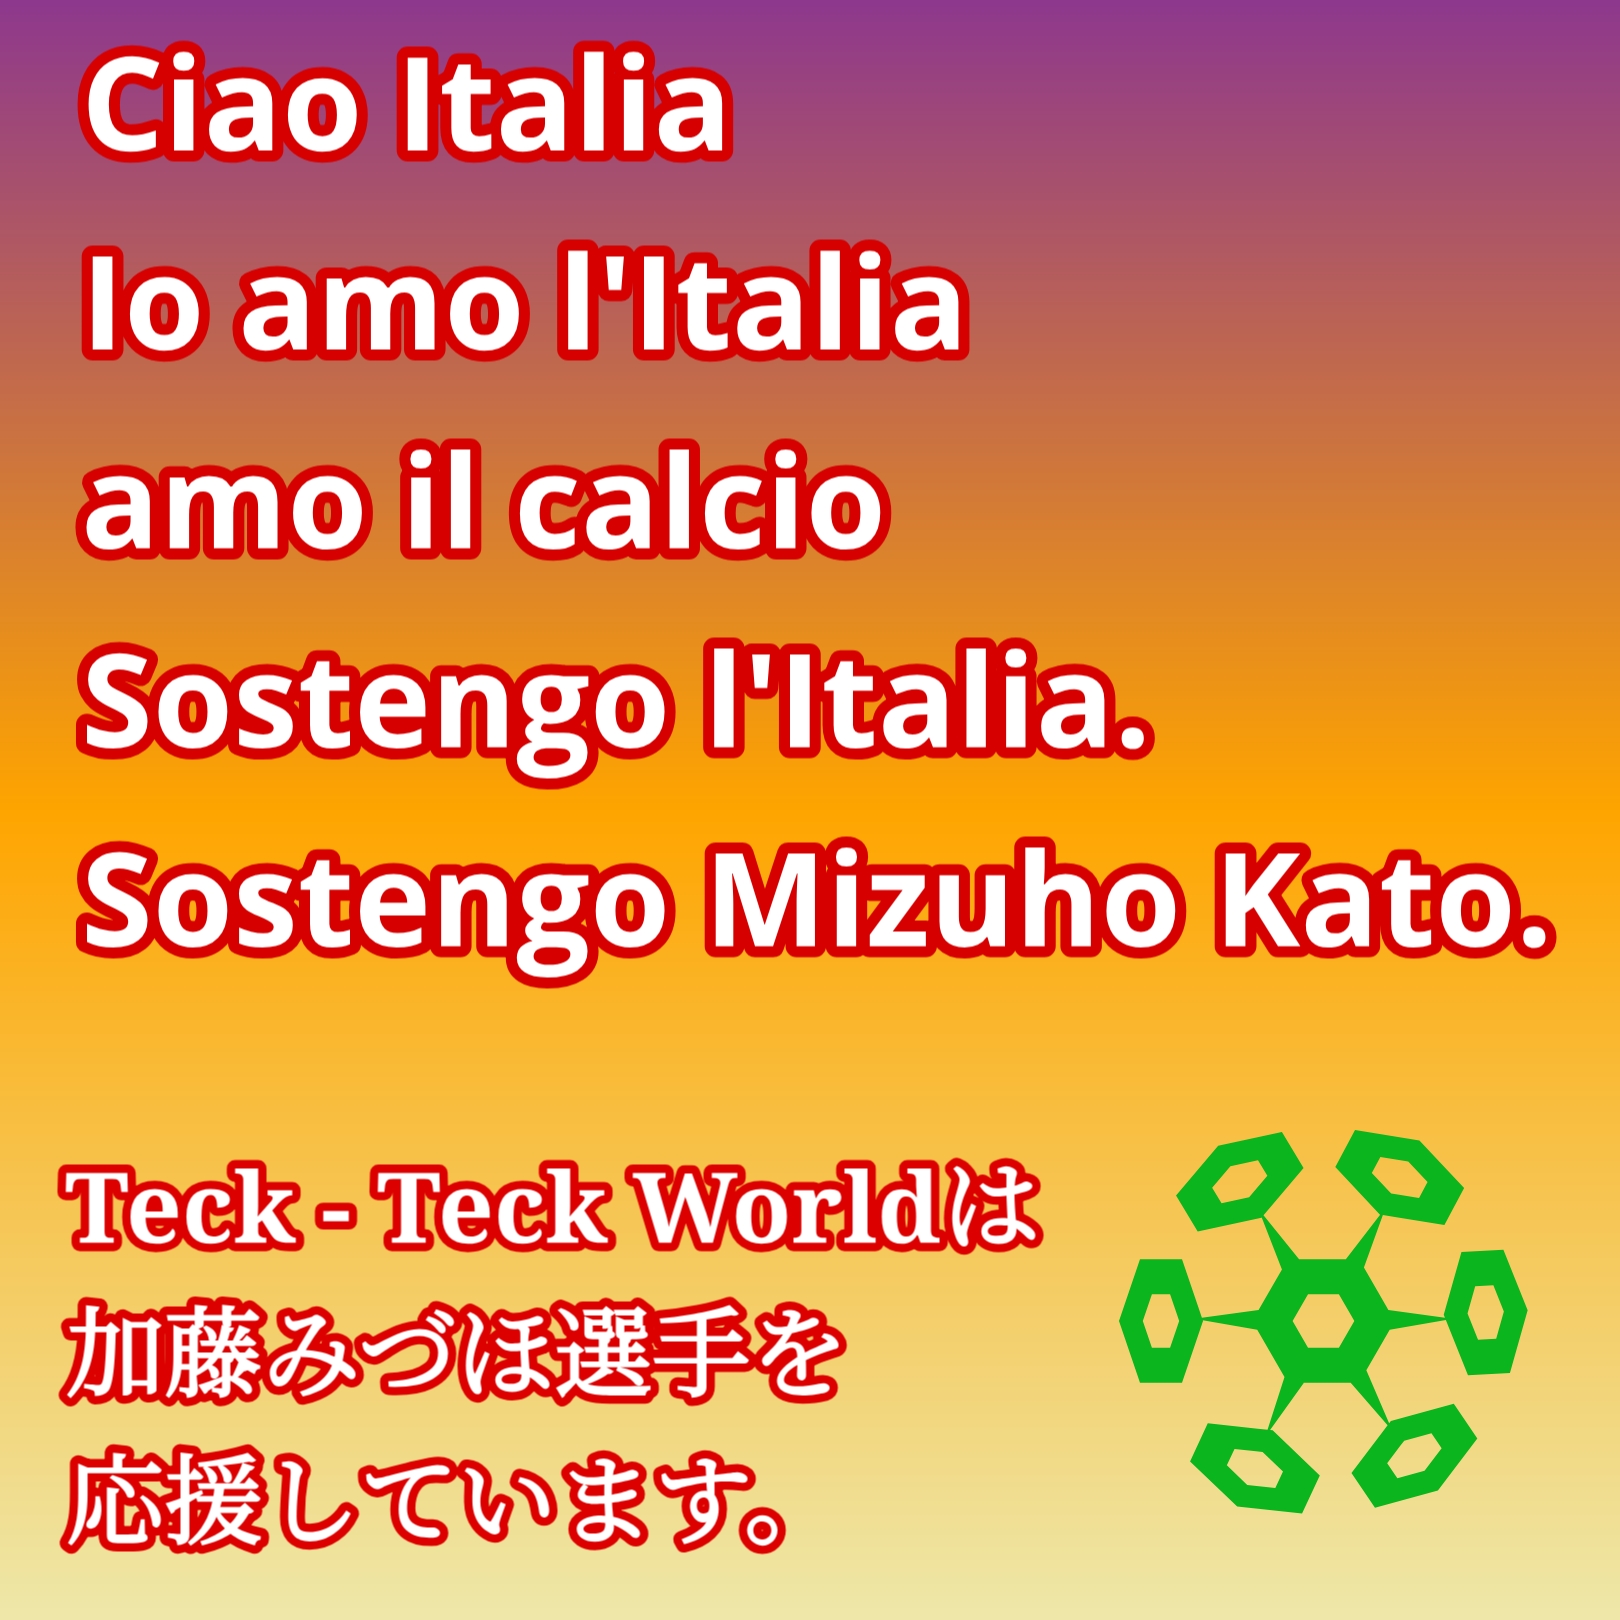 Ciao Italia
Io amo l'Italia
amo il calcio
Sostengo l'Italia.
Sostengo Mizuho Kato.
Teck - Teck Worldは
加藤みづほ選手を
応援しています。